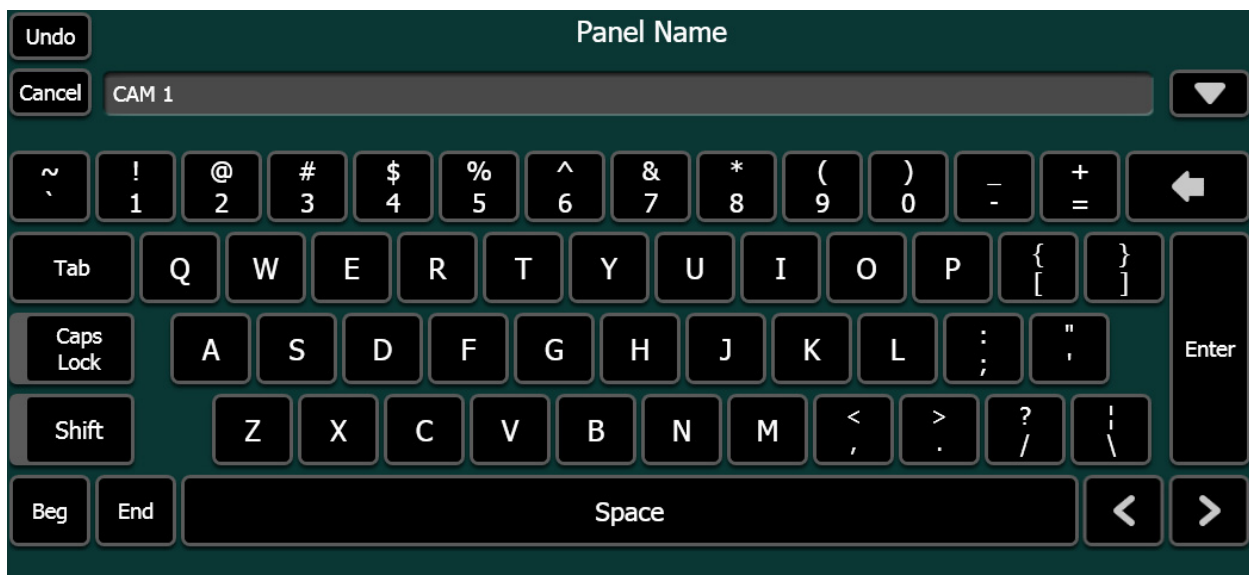 Undo
Panel Name
Cancel
CAM 1
~ ! @ # $ % ^ & * ( ) _ +
` 1 2 3 4 5 6 7 8 9 0 - =
Tab Q W E R T Y U I O P { }
[ ]
Caps Lock A S D F G H J K L : "
; '
Enter
Shift Z X C V B N M < > ? ¦
, . / \
Beg End Space < >